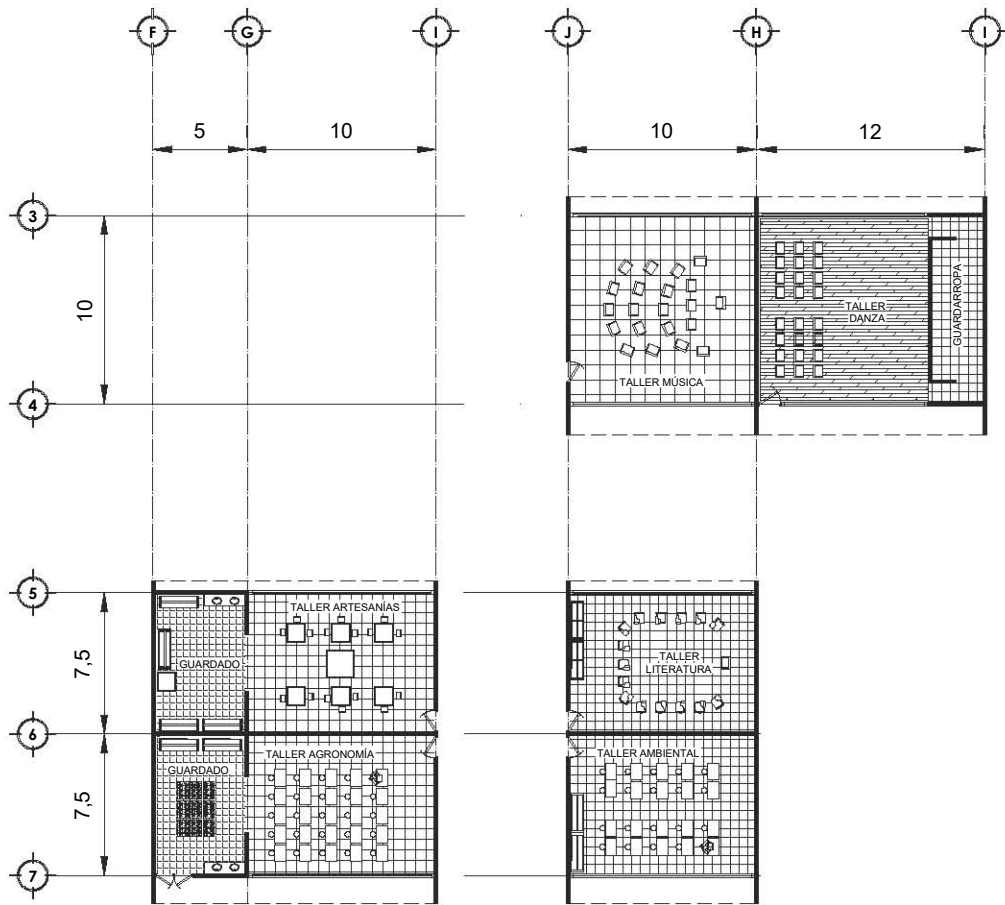 F
G
I
J
H
I
5
10
10
12
3
10
TALLER
DANZA
GUARDARROPA
TALLER MÚSICA
4
5
TALLER ARTESANÍAS
7,5
GUARDADO
TALLER
LITERATURA
6
TALLER AGRONOMÍA
TALLER AMBIENTAL
GUARDADO
7,5
7